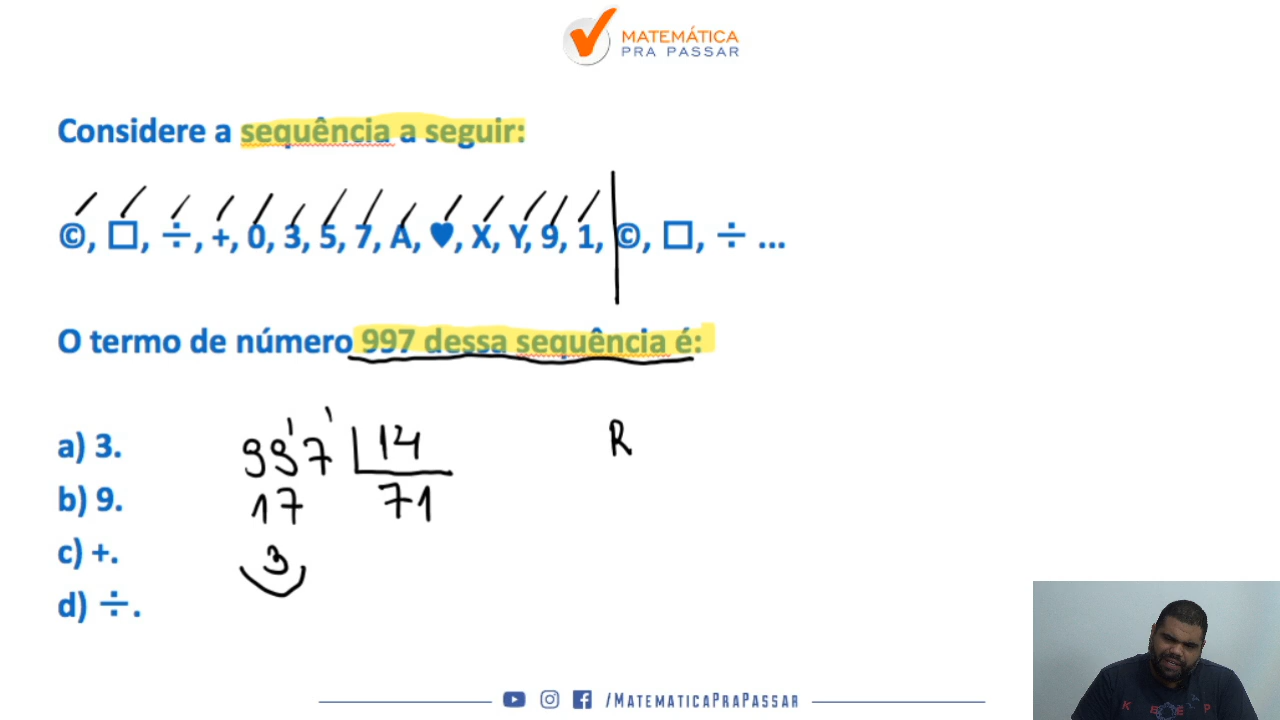 MATEMÁTICA
PRA PASSAR
Considere a sequência a seguir:
©, □, ÷, +, 0, 3, 5, 7, A, ♥, X, Y, 9, 1, ©, □, ÷ ...
O termo de número 997 dessa sequência é:
a) 3.
b) 9.
c) +.
d) ÷.
997 14
17 71
3
R
/MatematicaPraPassar